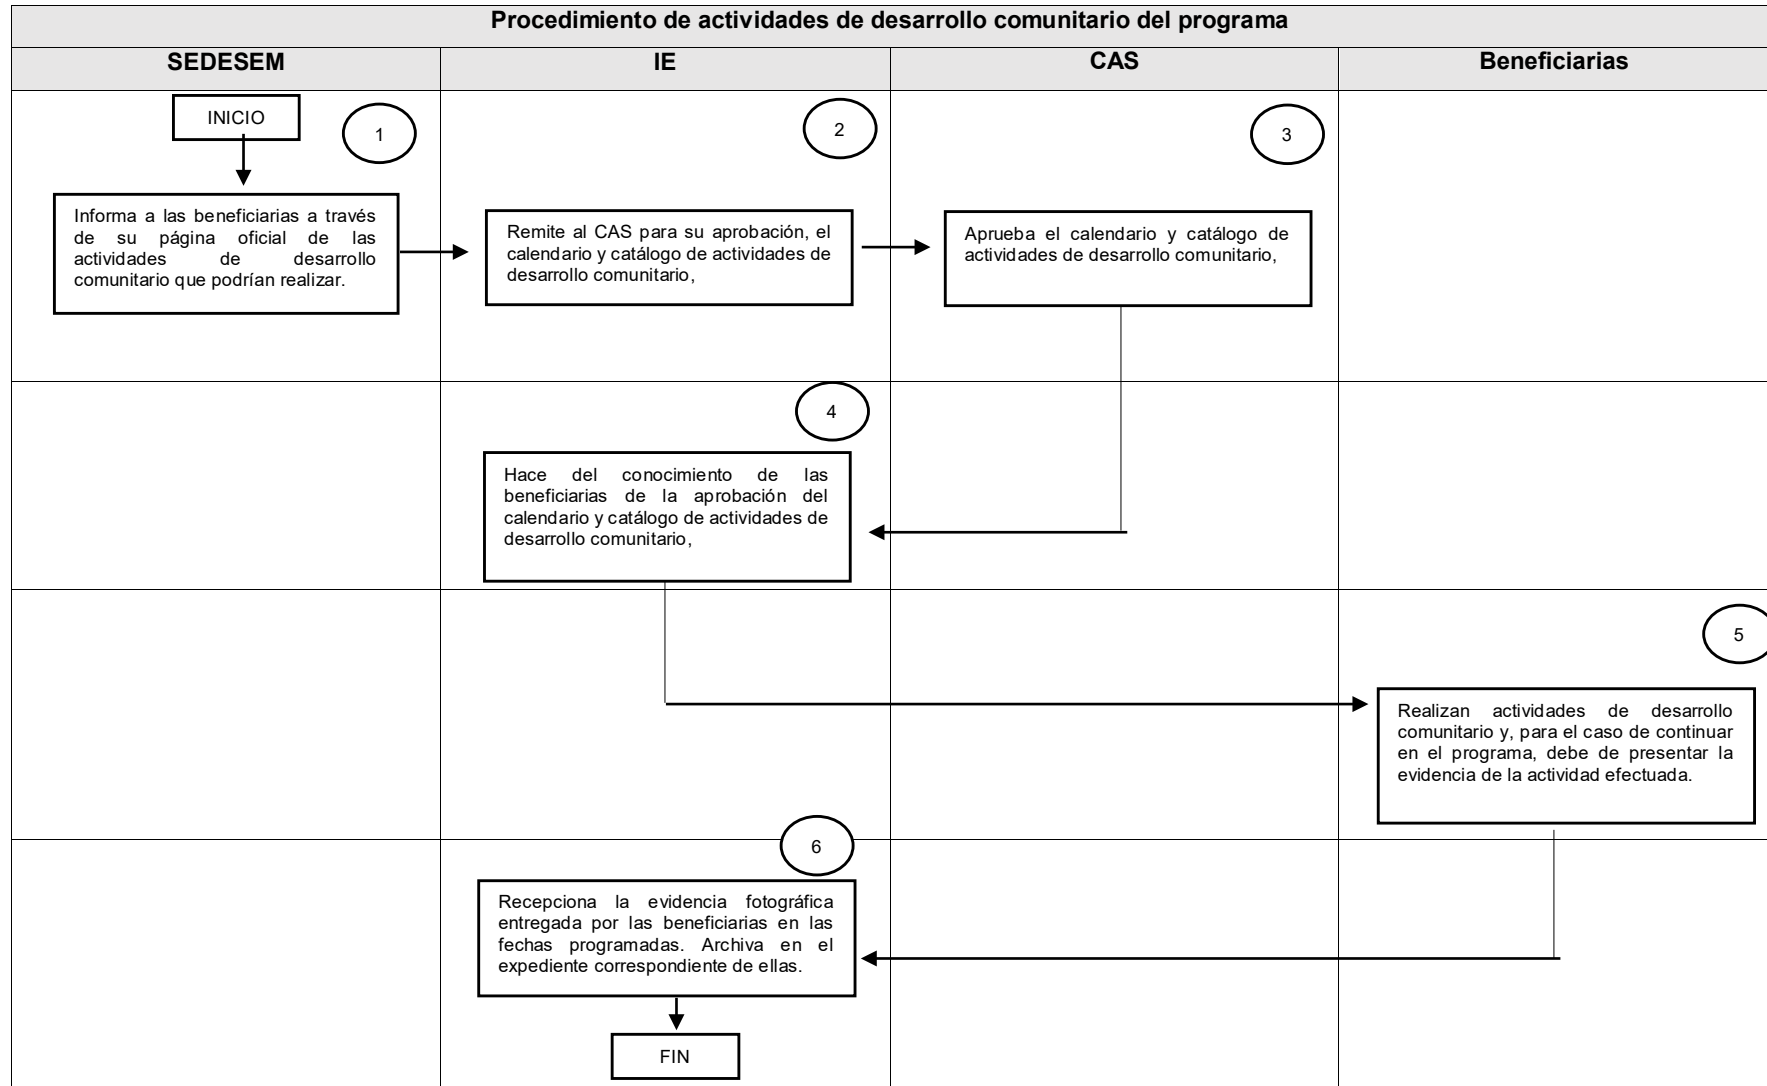 Procedimiento de actividades de desarrollo comunitario del programa
SEDESEM
IE
CAS
Beneficiarias
INICIO
1
Informa a las beneficiarias a través
de su página oficial de las
actividades de desarrollo
comunitario que podrían realizar.
2
Remite al CAS para su aprobación, el
calendario y catálogo de actividades de
desarrollo comunitario,
3
Aprueba el calendario y catálogo de
actividades de desarrollo comunitario,
4
Hace del conocimiento de las
beneficiarias de la aprobación del
calendario y catálogo de actividades de
desarrollo comunitario,
5
Realizan actividades de desarrollo
comunitario y, para el caso de continuar
en el programa, debe de presentar la
evidencia de la actividad efectuada.
6
Recepciona la evidencia fotográfica
entregada por las beneficiarias en las
fechas programadas. Archiva en el
expediente correspondiente de ellas.
FIN